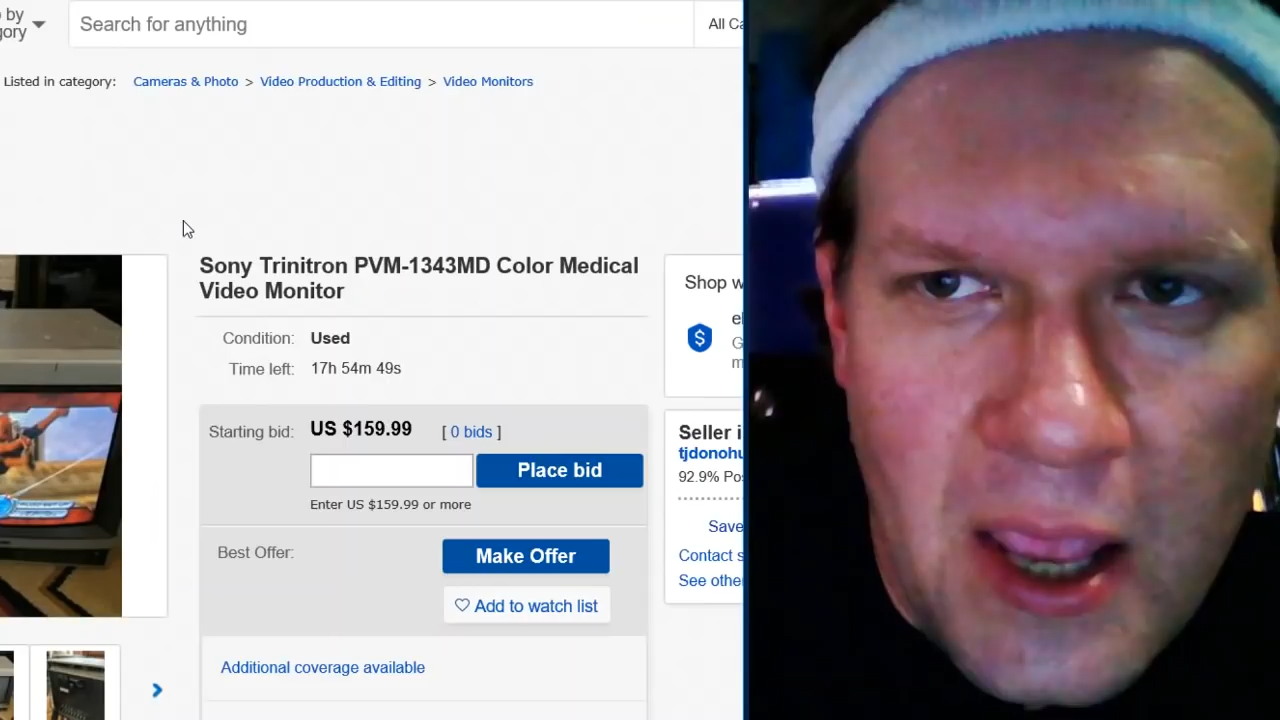 by
gory
Search for anything
All Ca
Listed in category: Cameras & Photo > Video Production & Editing > Video Monitors
Sony Trinitron PVM-1343MD Color Medical
Video Monitor
Condition: Used
Time left: 17h 54m 49s
Starting bid: US $159.99 [ 0 bids ]
Place bid
Enter US $159.99 or more
Best Offer: Make Offer
Add to watch list
Additional coverage available
Shop w
e
G
m
$
Seller i
tjdonohu
92.9% Pos
Save
Contact s
See othe